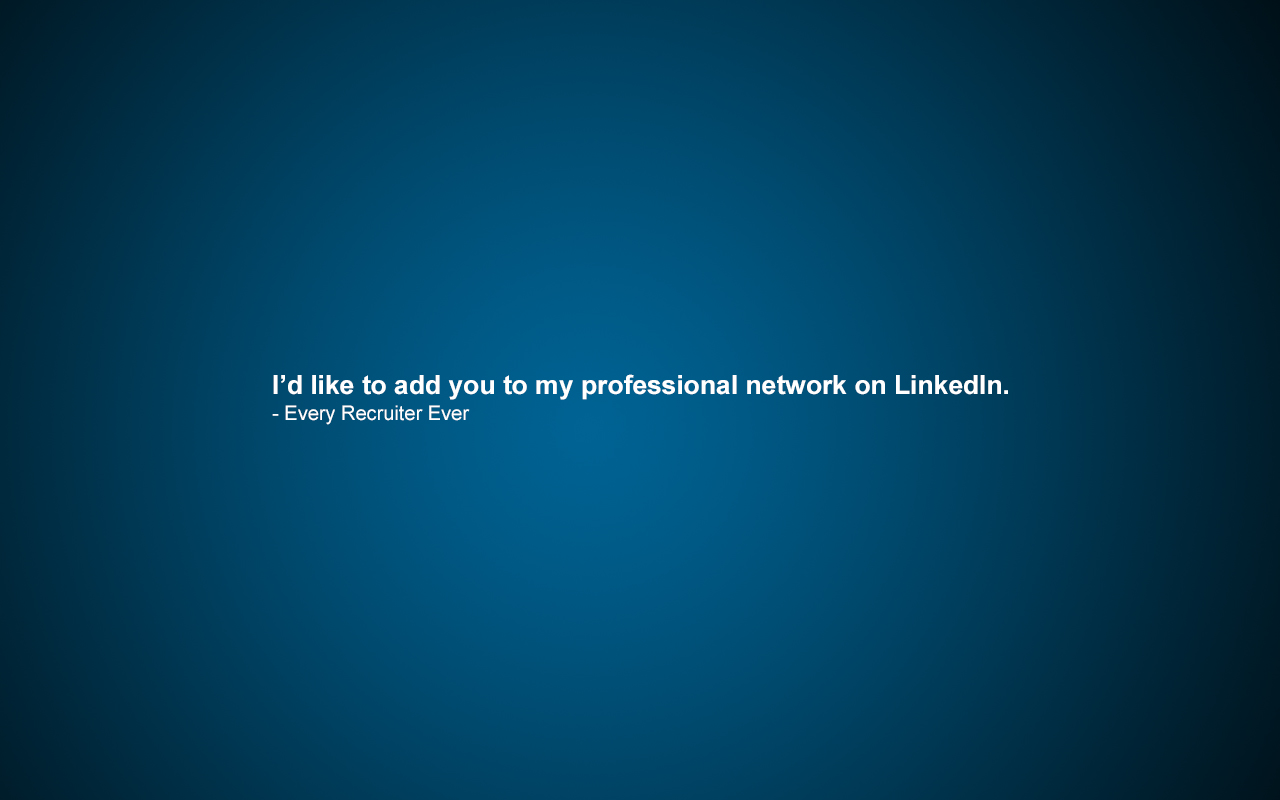 I’d like to add you to my professional network on LinkedIn.
- Every Recruiter Ever